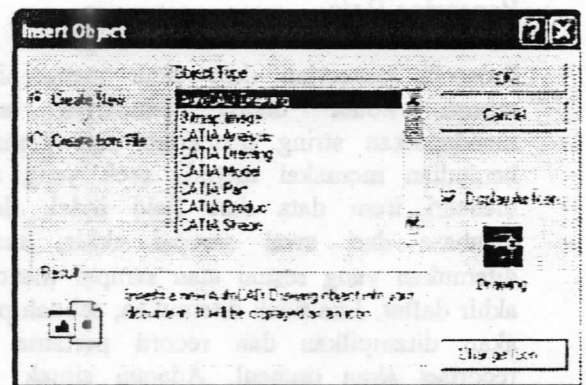 Insert Object
Object Type
Create New
Create from File
AutoCAD Drawing
Bitmap Image
CATIA Analysis
CATIA Drawing
CATIA Model
CATIA Part
CATIA Product
CATIA Shape
OK
Cancel
Display As Icon
Drawing
Change Icon
Result
Inserts a new AutoCAD Drawing object into your
document. It will be displayed as an icon.